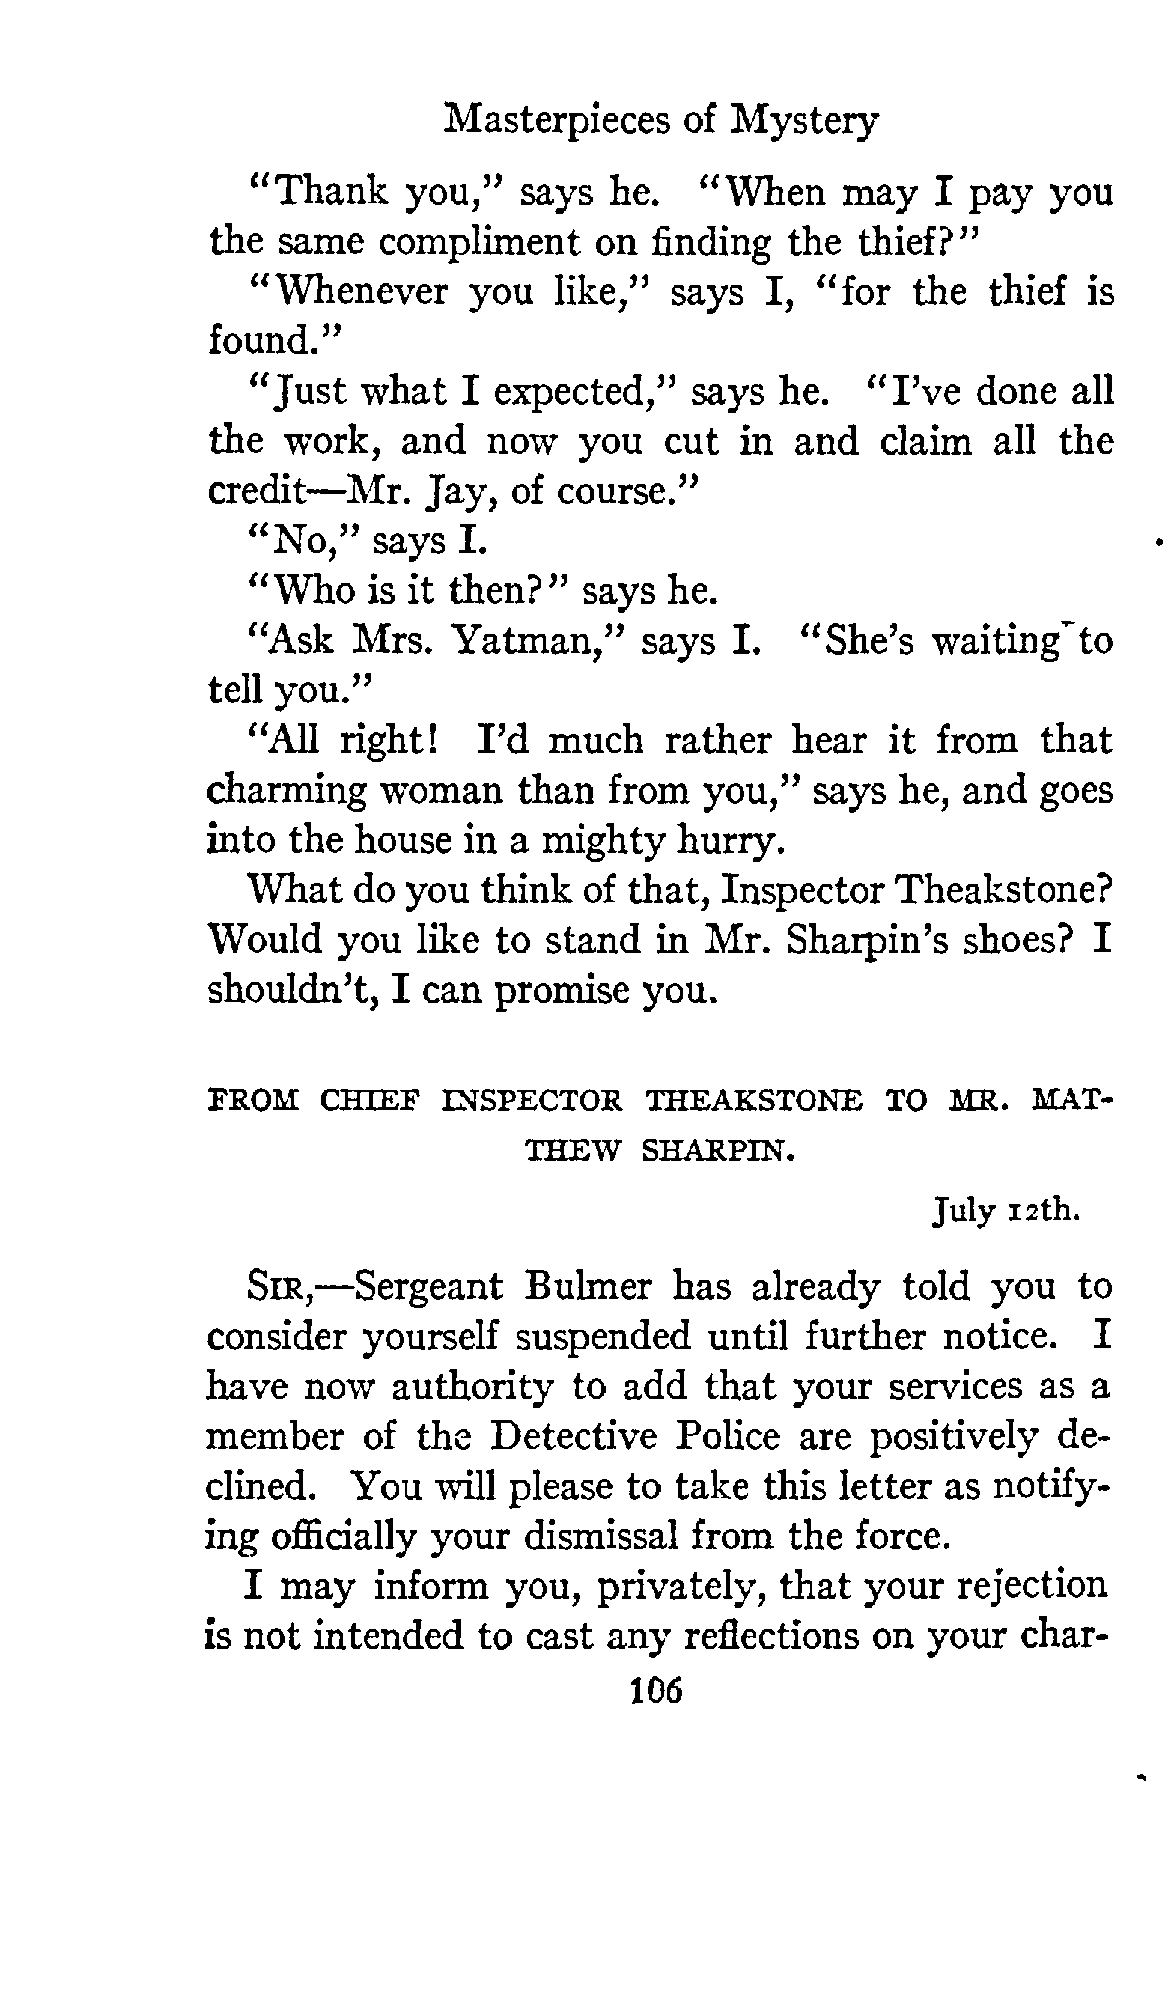 Masterpieces of Mystery
"Thank you," says he. "When may I pay you
the same compliment on finding the thief?"
"Whenever you like," says I, "for the thief is
found."
"Just what I expected," says he. "I've done all
the work, and now you cut in and claim all the
credit—Mr. Jay, of course."
"No," says I.
"Who is it then?" says he.
"Ask Mrs. Yatman," says I. "She's waiting to
tell you."
"All right! I'd much rather hear it from that
charming woman than from you," says he, and goes
into the house in a mighty hurry.
What do you think of that, Inspector Theakstone?
Would you like to stand in Mr. Sharpin's shoes? I
shouldn't, I can promise you.
FROM CHIEF INSPECTOR THEAKSTONE TO MR. MAT-
THEW SHARPIN.
July 12th.
SIR,—Sergeant Bulmer has already told you to
consider yourself suspended until further notice. I
have now authority to add that your services as a
member of the Detective Police are positively de-
clined. You will please to take this letter as notify-
ing officially your dismissal from the force.
I may inform you, privately, that your rejection
is not intended to cast any reflections on your char-
106